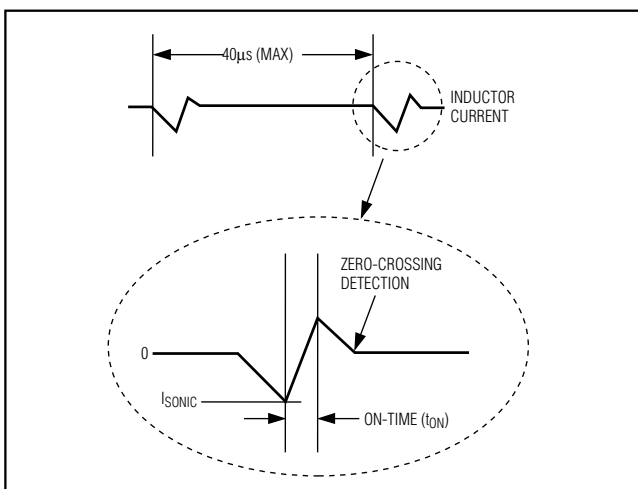 40μs (MAX)
INDUCTOR
CURRENT
ZERO-CROSSING
DETECTION
0
ISONIC
ON-TIME (tON)